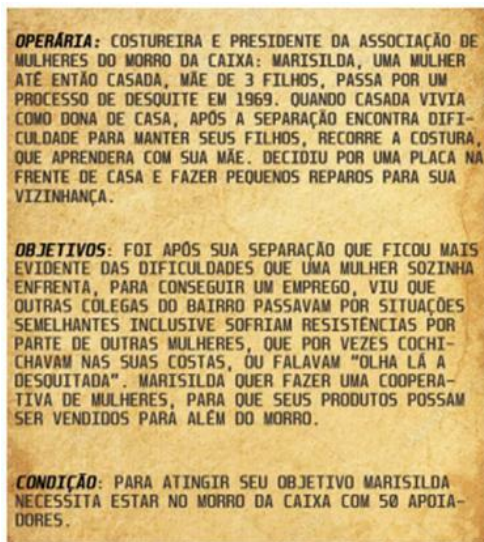 OPERÁRIA: COSTUREIRA E PRESIDENTE DA ASSOCIAÇÃO DE
MULHERES DO MORRO DA CAIXA: MARISILDA, UMA MULHER
ATÉ ENTÃO CASADA, MÃE DE 3 FILHOS, PASSA POR UM
PROCESSO DE DESQUITE EM 1969. QUANDO CASADA VIVIA
COMO DONA DE CASA, APÓS A SEPARAÇÃO ENCONTRA DIFI-
CULDADE PARA MANTER SEUS FILHOS, RECORRE A COSTURA,
QUE APRENDERA COM SUA MÃE. DECIDIU POR UMA PLACA NA
FRENTE DE CASA E FAZER PEQUENOS REPAROS PARA SUA
VIZINHANÇA.
OBJETIVOS: FOI APÓS SUA SEPARAÇÃO QUE FICOU MAIS
EVIDENTE DAS DIFICULDADES QUE UMA MULHER SOZINHA
ENFRENTA, PARA CONSEGUIR UM EMPREGO, VIU QUE
OUTRAS COLEGAS DO BAIRRO PASSAVAM POR SITUAÇÕES
SEMELHANTES INCLUSIVE SOFRIAM RESISTÊNCIAS POR
PARTE DE OUTRAS MULHERES, QUE POR VEZES COCHI-
CHAVAM NAS SUAS COSTAS, OU FALAVAM "OLHA LÁ A
DESQUITADA". MARISILDA QUER FAZER UMA COOPERA-
TIVA DE MULHERES, PARA QUE SEUS PRODUTOS POSSAM
SER VENDIDOS PARA ALÉM DO MORRO.
CONDIÇÃO: PARA ATINGIR SEU OBJETIVO MARISILDA
NECESSITA ESTAR NO MORRO DA CAIXA COM 50 APOIA-
DORES.